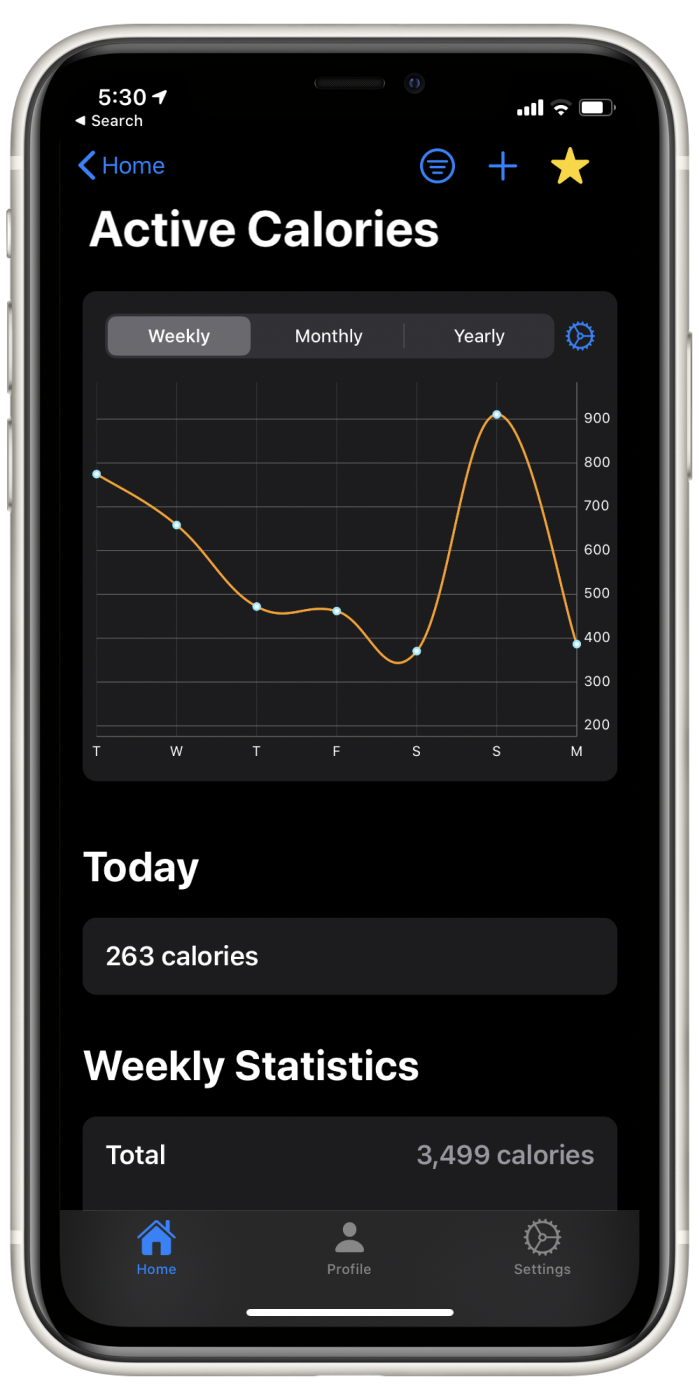 5:30
Search
Home
Active Calories
Weekly Monthly Yearly
900
800
700
600
500
400
300
200
T W T F S S M
Today
263 calories
Weekly Statistics
Total 3,499 calories
Home Profile Settings